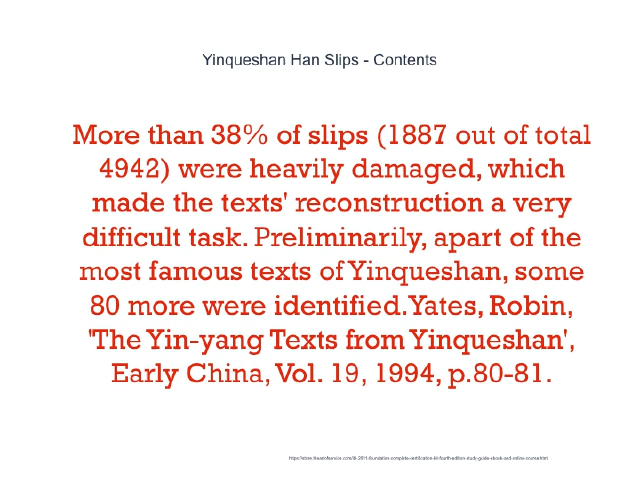 Yinqueshan Han Slips - Contents
More than 38% of slips (1887 out of total
4942) were heavily damaged, which
made the texts' reconstruction a very
difficult task. Preliminarily, apart of the
most famous texts of Yinqueshan, some
80 more were identified.Yates, Robin,
'The Yin-yang Texts from Yinqueshan',
Early China, Vol. 19, 1994, p.80-81.